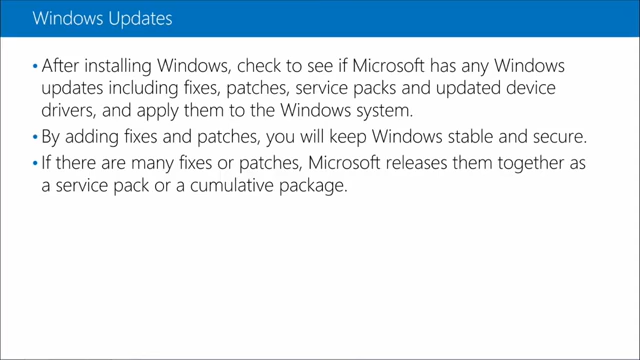 Windows Updates
• After installing Windows, check to see if Microsoft has any Windows
updates including fixes, patches, service packs and updated device
drivers, and apply them to the Windows system.
• By adding fixes and patches, you will keep Windows stable and secure.
• If there are many fixes or patches, Microsoft releases them together as
a service pack or a cumulative package.